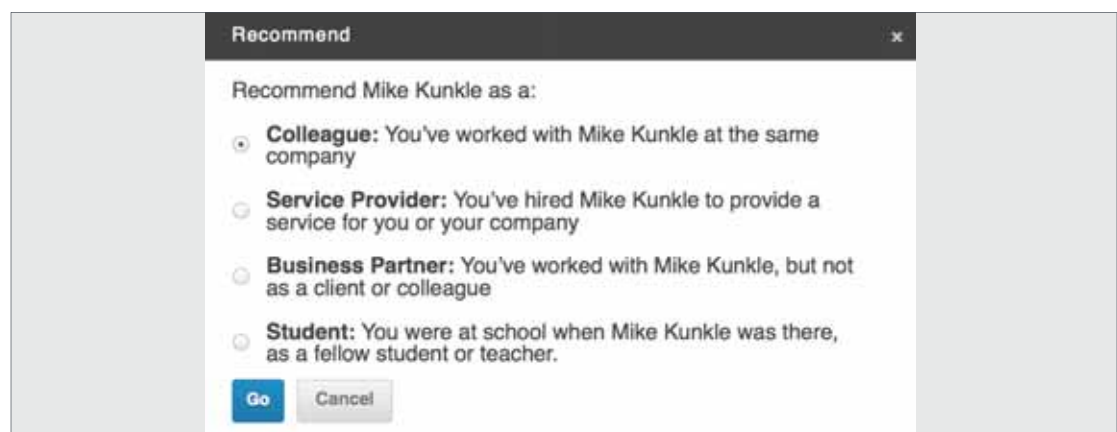 Recommend x
Recommend Mike Kunkle as a:
Colleague: You've worked with Mike Kunkle at the same
company
Service Provider: You've hired Mike Kunkle to provide a
service for you or your company
Business Partner: You've worked with Mike Kunkle, but not
as a client or colleague
Student: You were at school when Mike Kunkle was there,
as a fellow student or teacher.
Go Cancel